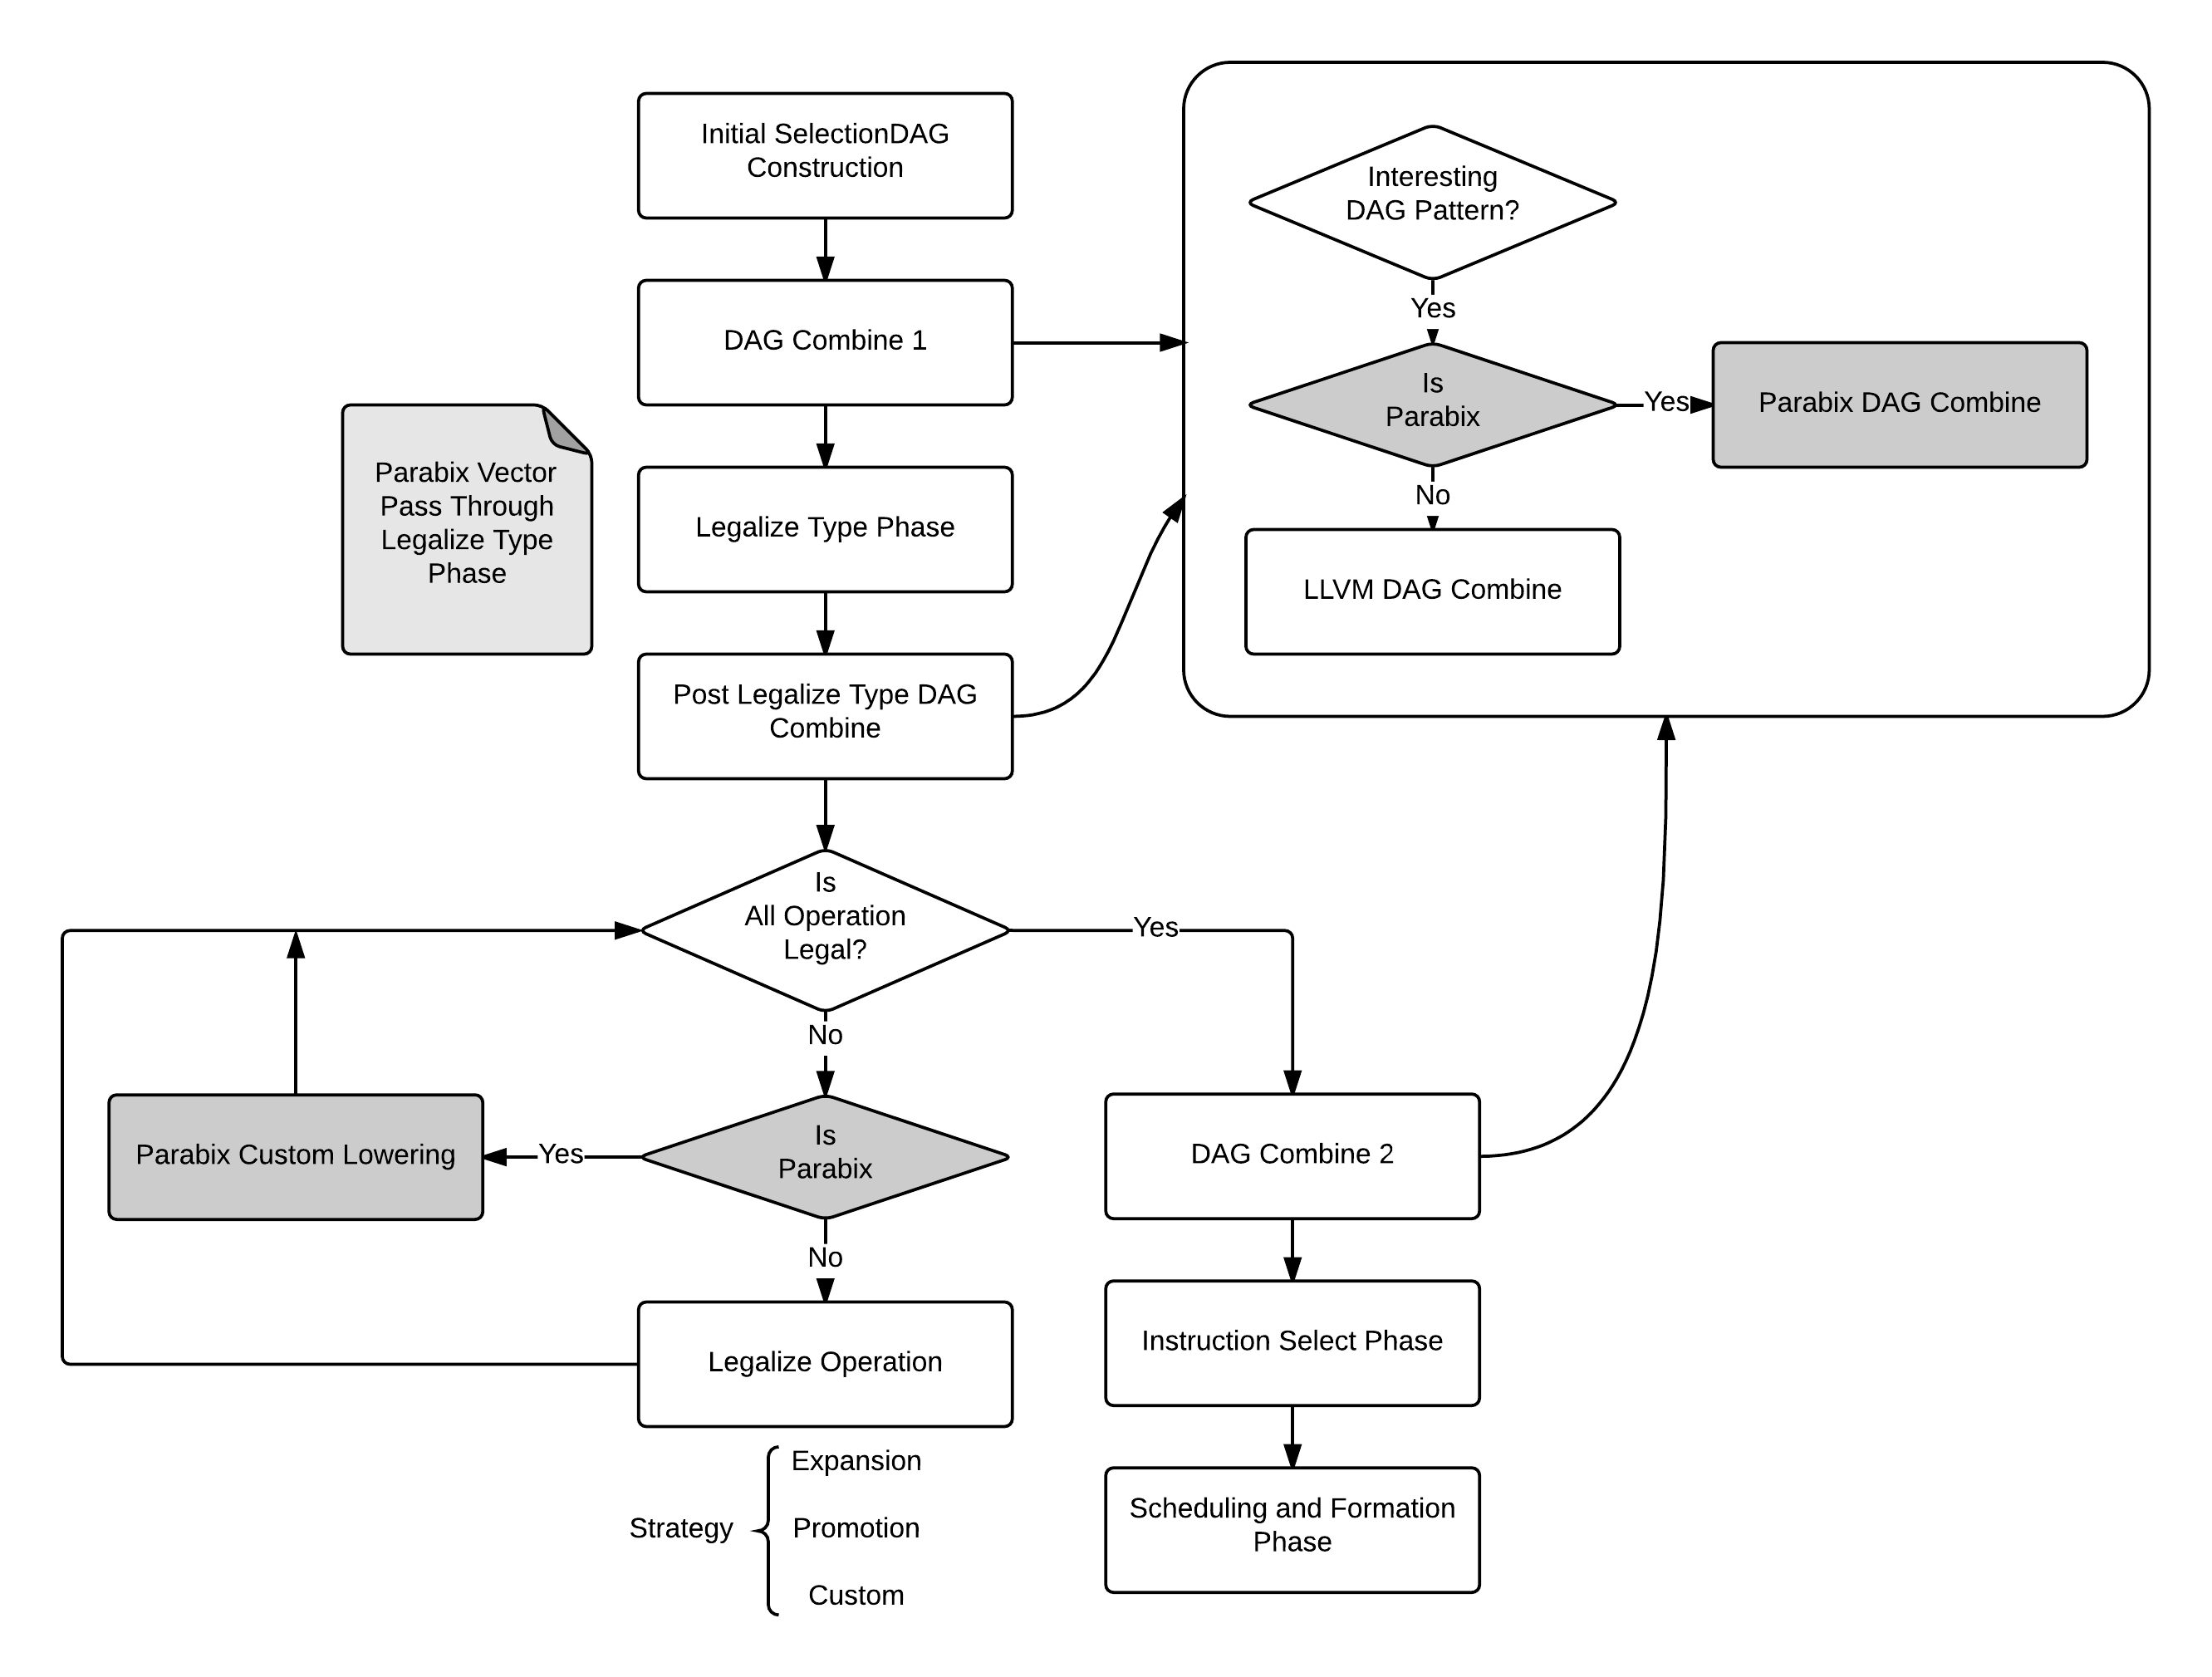 Initial SelectionDAG
Construction
DAG Combine 1
Legalize Type Phase
Post Legalize Type DAG
Combine
Parabix Vector
Pass Through
Legalize Type
Phase
Interesting
DAG Pattern?
Yes
Is
Parabix
Yes
Parabix DAG Combine
No
LLVM DAG Combine
Is
All Operation
Legal?
Yes
No
Is
Parabix
Yes
Parabix Custom Lowering
No
Legalize Operation
Strategy
Expansion
Promotion
Custom
DAG Combine 2
Instruction Select Phase
Scheduling and Formation
Phase